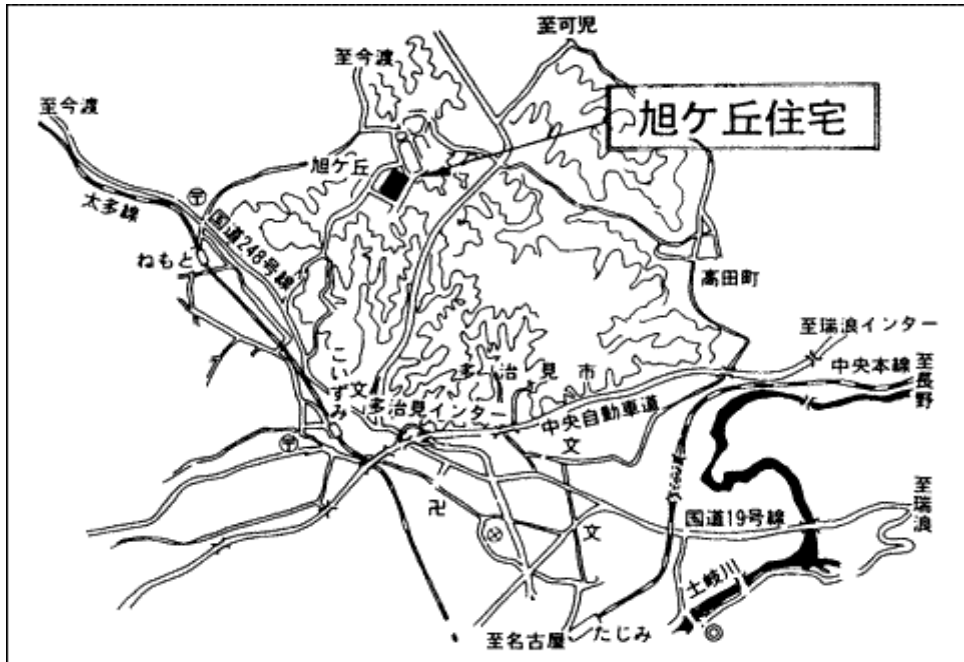 至可児
至今渡
至今渡
旭ケ丘住宅
旭ケ丘
太多線
国道248号線
ねもと
高田町
至瑞浪インター
中央本線
至長野
こいずみ
多治見市
文
多治見インター
中央自動車道
文
卍
至瑞浪
国道19号線
文
土岐川
至名古屋
たじみ